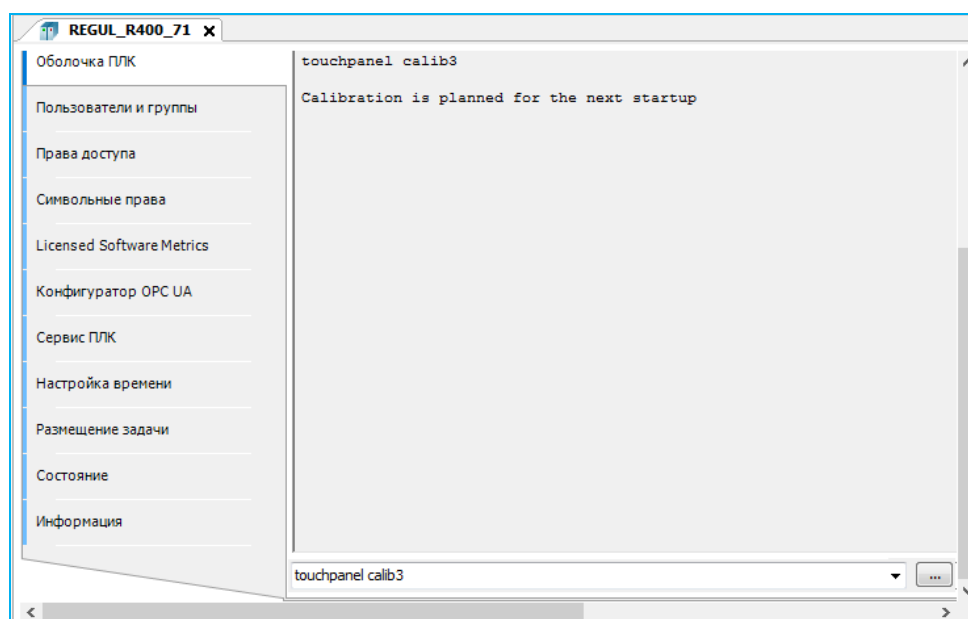 REGUL_R400_71 x
Оболочка ПЛК
Пользователи и группы
Права доступа
Символьные права
Licensed Software Metrics
Конфигуратор OPC UA
Сервис ПЛК
Настройка времени
Размещение задачи
Состояние
Информация
touchpanel calib3
Calibration is planned for the next startup
touchpanel calib3
...